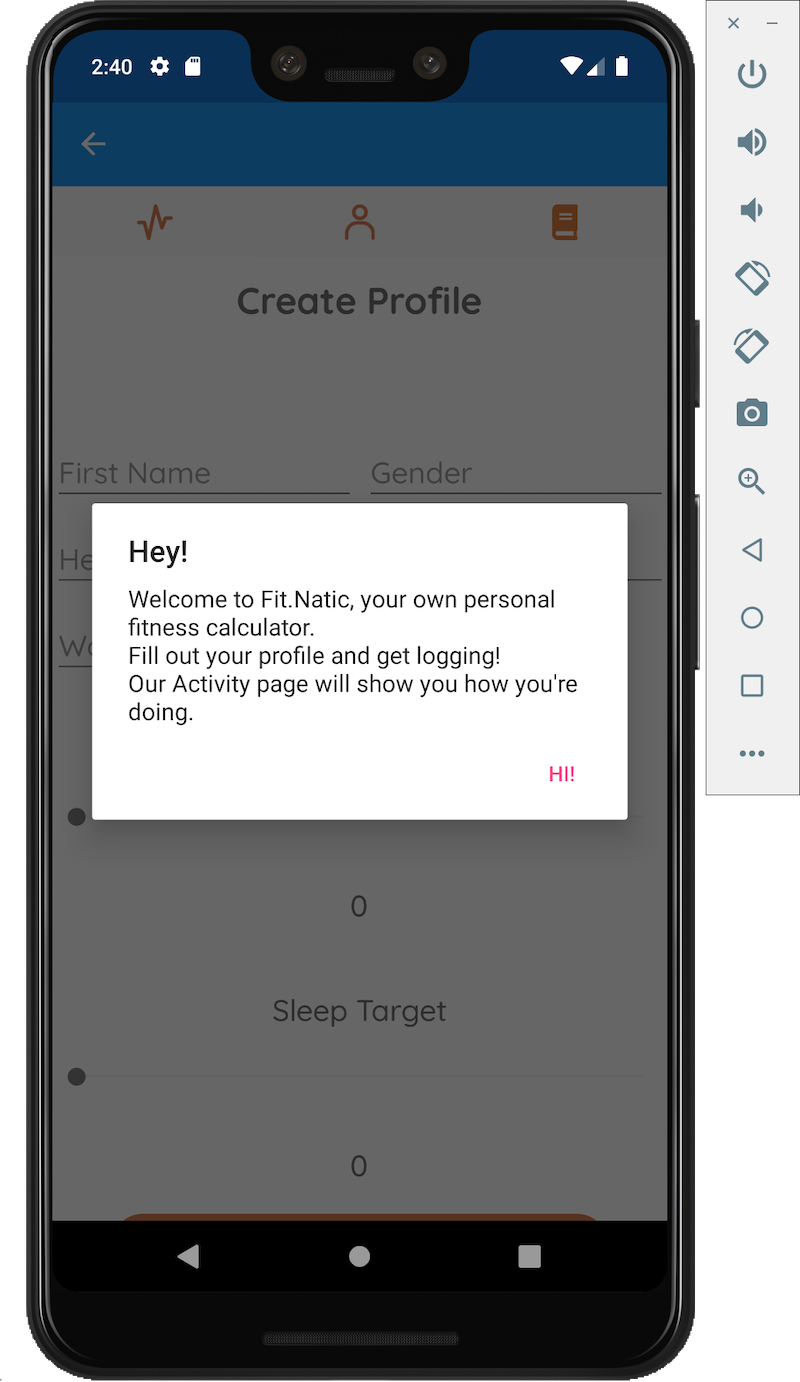 2:40
Create Profile
First Name
Gender
He
Hey!
Welcome to Fit.Natic, your own personal
fitness calculator.
Fill out your profile and get logging!
Our Activity page will show you how you're
doing.
HI!
0
Sleep Target
0